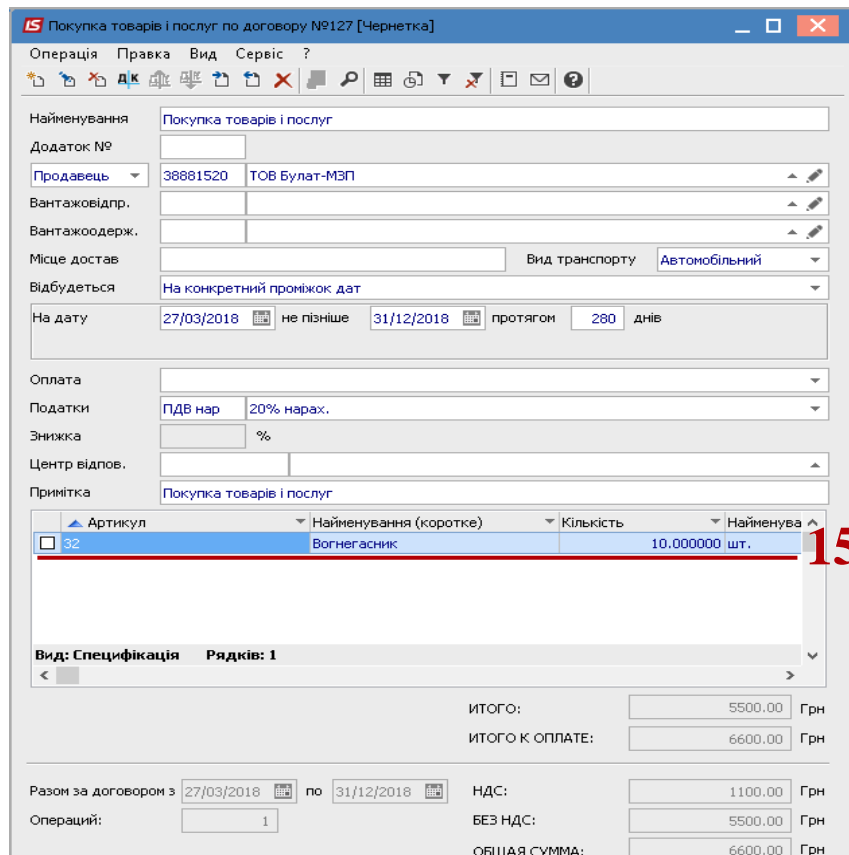 IS Покупка товарів і послуг по договору №127 [Чернетка]
Операція Правка Вид Сервіс ?
Найменування Покупка товарів і послуг
Додаток №
Продавець 38881520 ТОВ Булат-МЗП
Вантажовідпр.
Вантажоодерж.
Місце достав Вид транспорту Автомобільний
Відбудеться На конкретний проміжок дат
На дату 27/03/2018 не пізніше 31/12/2018 протягом 280 днів
Оплата
Податки ПДВ нар 20% нарах.
Знижка %
Центр відпов.
Примітка Покупка товарів і послуг
Артикул Найменування (коротке) Кількість Найменува
32 Вогнегасник 10.000000 шт.
15
Вид: Специфікація Рядків: 1
ИТОГО: 5500.00 Грн
ИТОГО К ОПЛАТЕ: 6600.00 Грн
Разом за договором з 27/03/2018 по 31/12/2018 НДС: 1100.00 Грн
Операций: 1 БЕЗ НДС: 5500.00 Грн
ОБЩАЯ СУММА: 6600.00 Грн